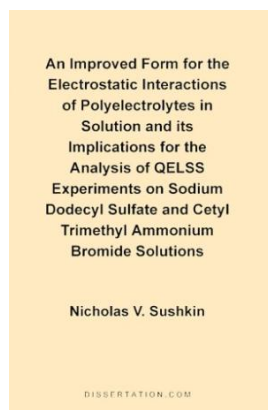 An Improved Form for the
Electrostatic Interactions
of Polyelectrolytes in
Solution and its
Implications for the
Analysis of QELSS
Experiments on Sodium
Dodecyl Sulfate and Cetyl
Trimethyl Ammonium
Bromide Solutions
Nicholas V. Sushkin
DISSERTATION.COM